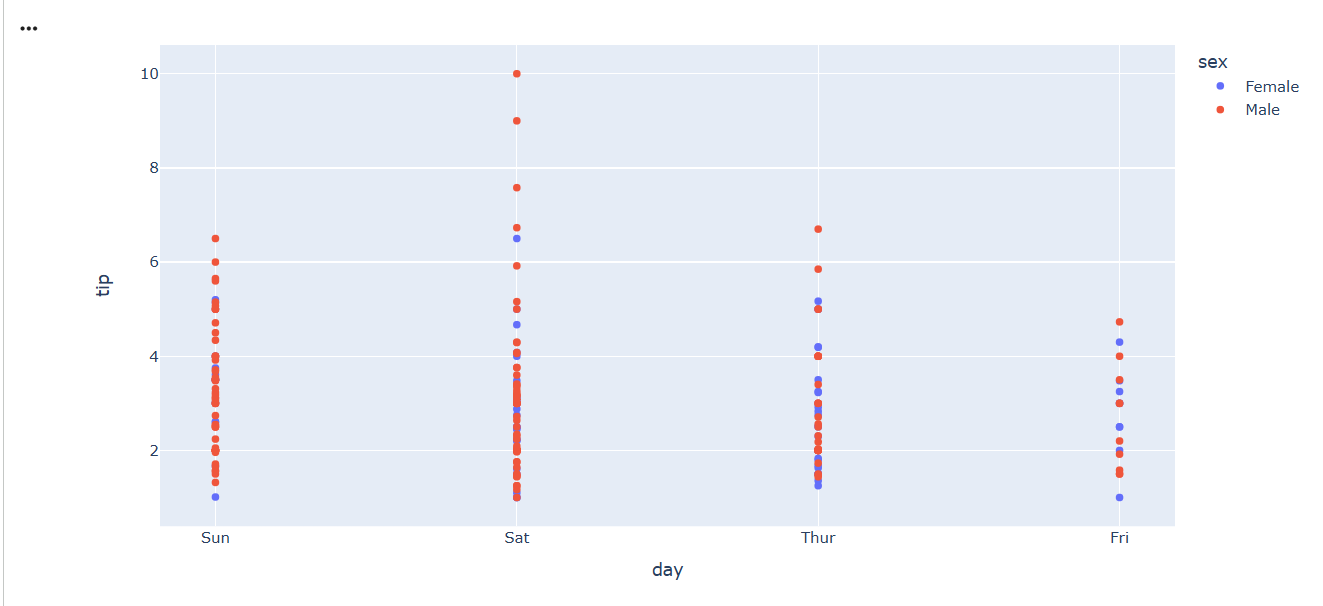 ...
sex
Female
Male
10
8
6
4
2
tip
Sun Sat Thur Fri
day